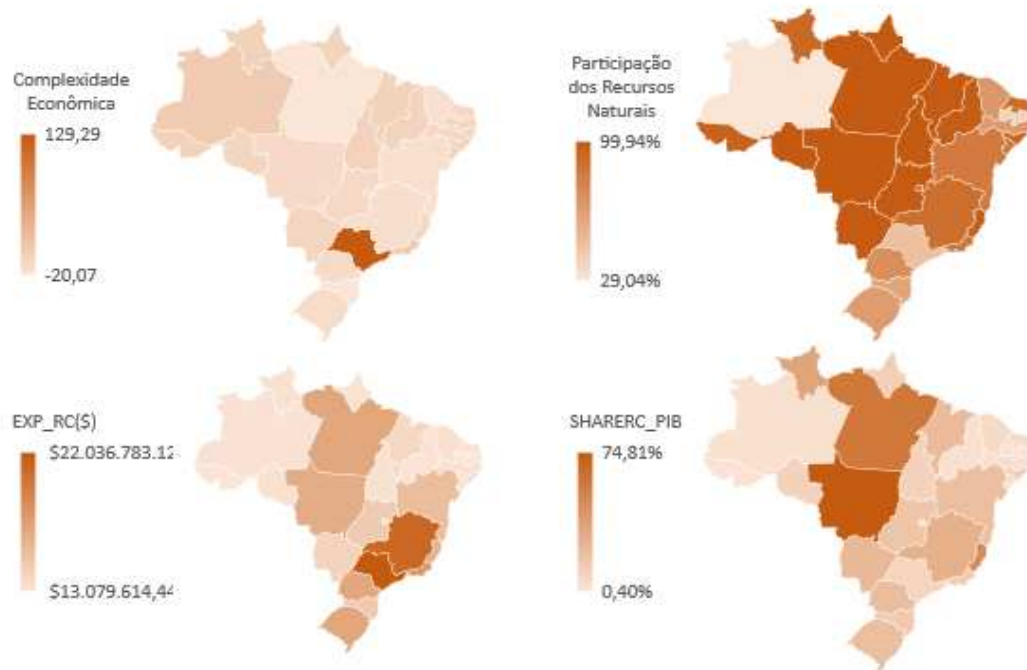 Complexidade
Econômica
129,29
-20,07
Participação
dos Recursos
Naturais
99,94%
29,04%
EXP_RC($)
$22.036.783.12
$13.079.614,44
SHARERC_PIB
74,81%
0,40%